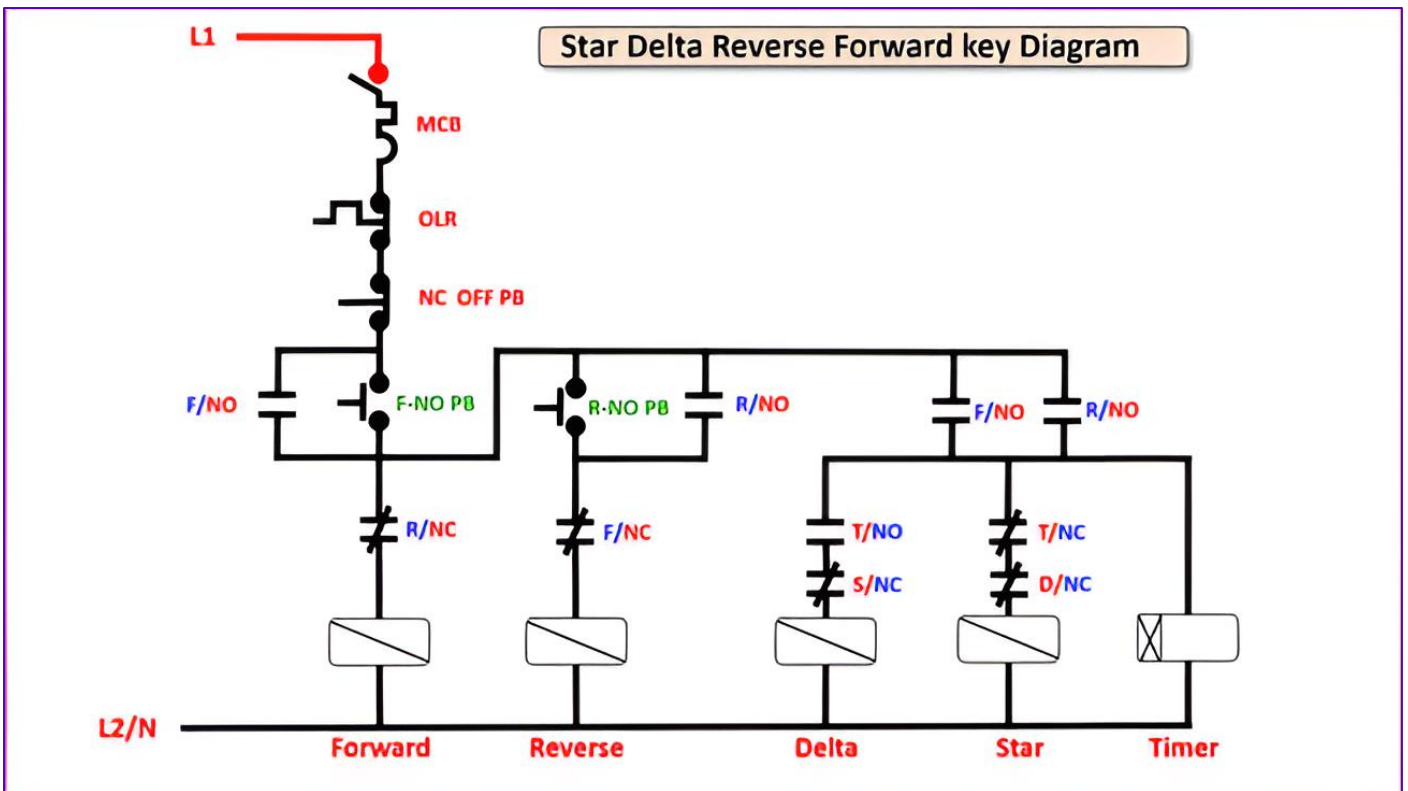 L1
Star Delta Reverse Forward key Diagram
MCB
OLR
NC OFF PB
F/NO
F-NO PB
R-NO PB
R/NO
F/NO
R/NO
R/NC
F/NC
T/NO
T/NC
S/NC
D/NC
L2/N
Forward
Reverse
Delta
Star
Timer